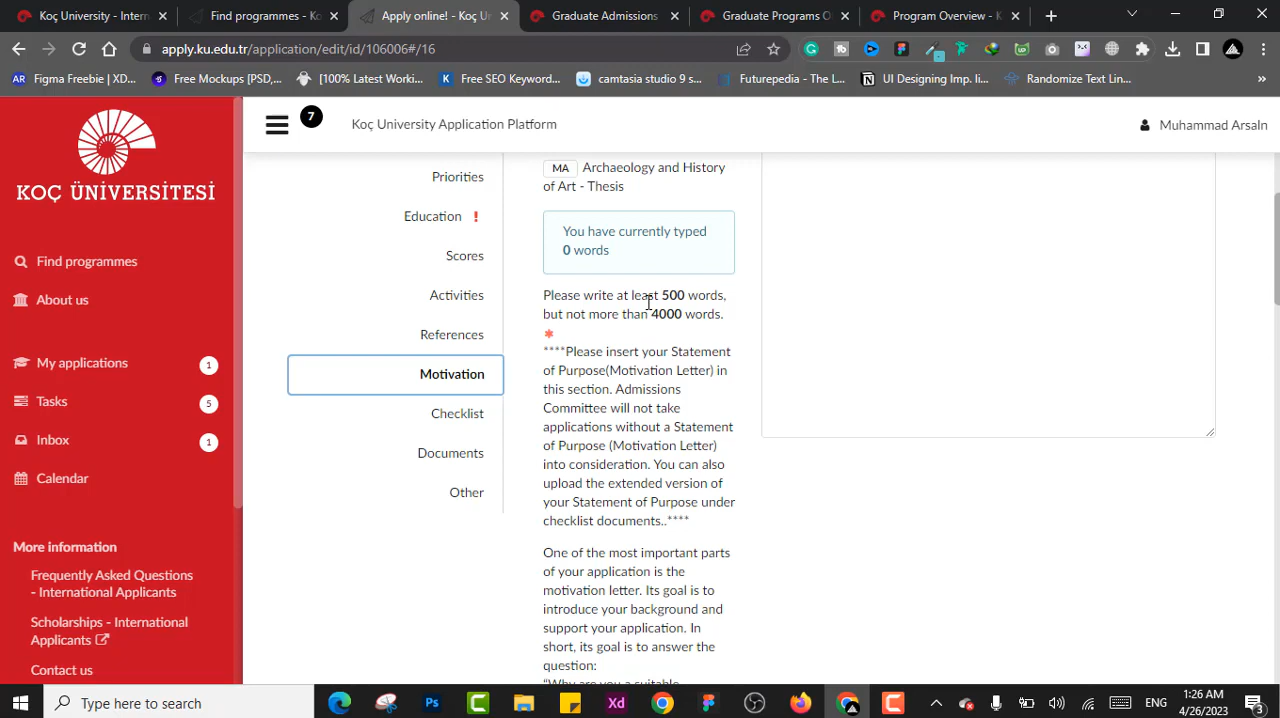 Koç University - Intern
Find programmes - Ko
Apply online! - Koç Ur
Graduate Admissions
Graduate Programs O
Program Overview - K
apply.ku.edu.tr/application/edit/id/106006#/16
Figma Freebie | XD...
Free Mockups [PSD,...
[100% Latest Worki...
Free SEO Keyword...
camtasia studio 9 s...
Futurepedia - The L...
UI Designing Imp. li...
Randomize Text Lin...
»
KOÇ ÜNİVERSİTESİ
7
Koç University Application Platform
Muhammad Arsaln
Find programmes
About us
My applications 1
Tasks 5
Inbox 1
Calendar
More information
Frequently Asked Questions
- International Applicants
Scholarships - International
Applicants
Contact us
Priorities
Education !
Scores
Activities
References
Motivation
Checklist
Documents
Other
MA Archaeology and History
of Art - Thesis
You have currently typed
0 words
Please write at least 500 words,
but not more than 4000 words.
*
****Please insert your Statement
of Purpose(Motivation Letter) in
this section. Admissions
Committee will not take
applications without a Statement
of Purpose (Motivation Letter)
into consideration. You can also
upload the extended version of
your Statement of Purpose under
checklist documents..****
One of the most important parts
of your application is the
motivation letter. Its goal is to
introduce your background and
support your application. In
short, its goal is to answer the
question:
"Why are you a suitable
Type here to search
Ps
Xd
ENG
1:26 AM
4/26/2023
3